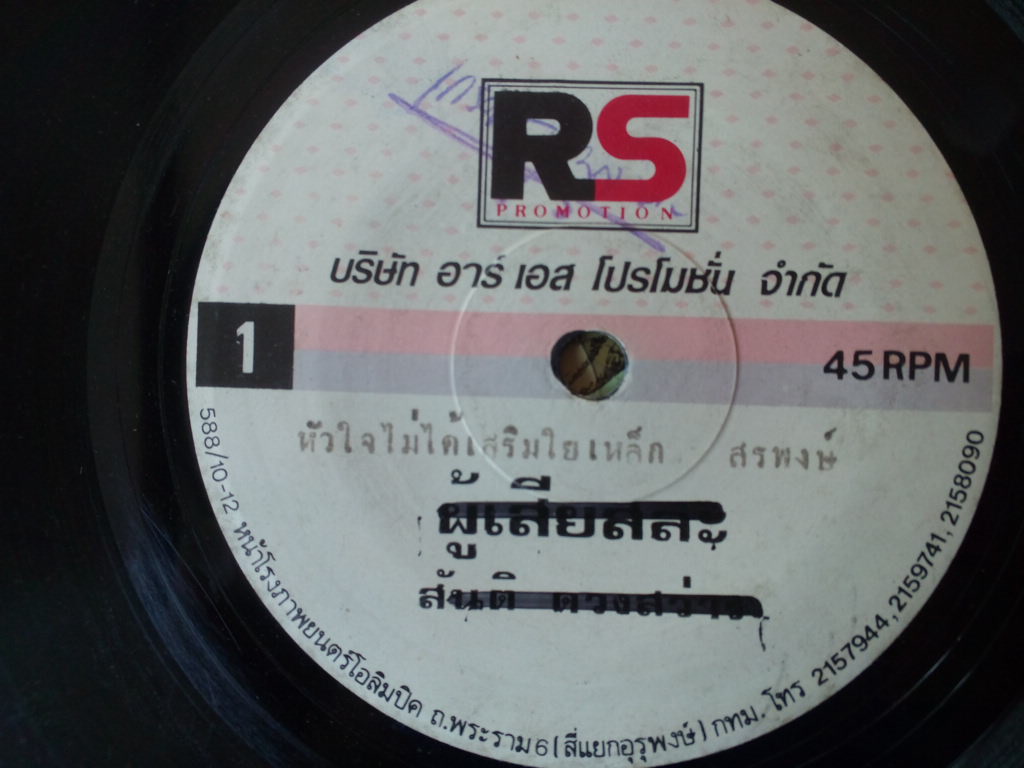 RS
PROMOTION
บริษัท อาร์ เอส โปรโมชั่น จำกัด
1
45 RPM
หัวใจไม่ได้เสริมใยเหล็ก สรพงษ์
ผู้เสียสละ
สันติ ดวงสว่าง
588/10-12 หน้าโรงภาพยนตร์โอลิมปิค ถ.พระราม 6 (สี่แยกอุรุพงษ์) กทม. โทร 2157944, 2159741, 2158090